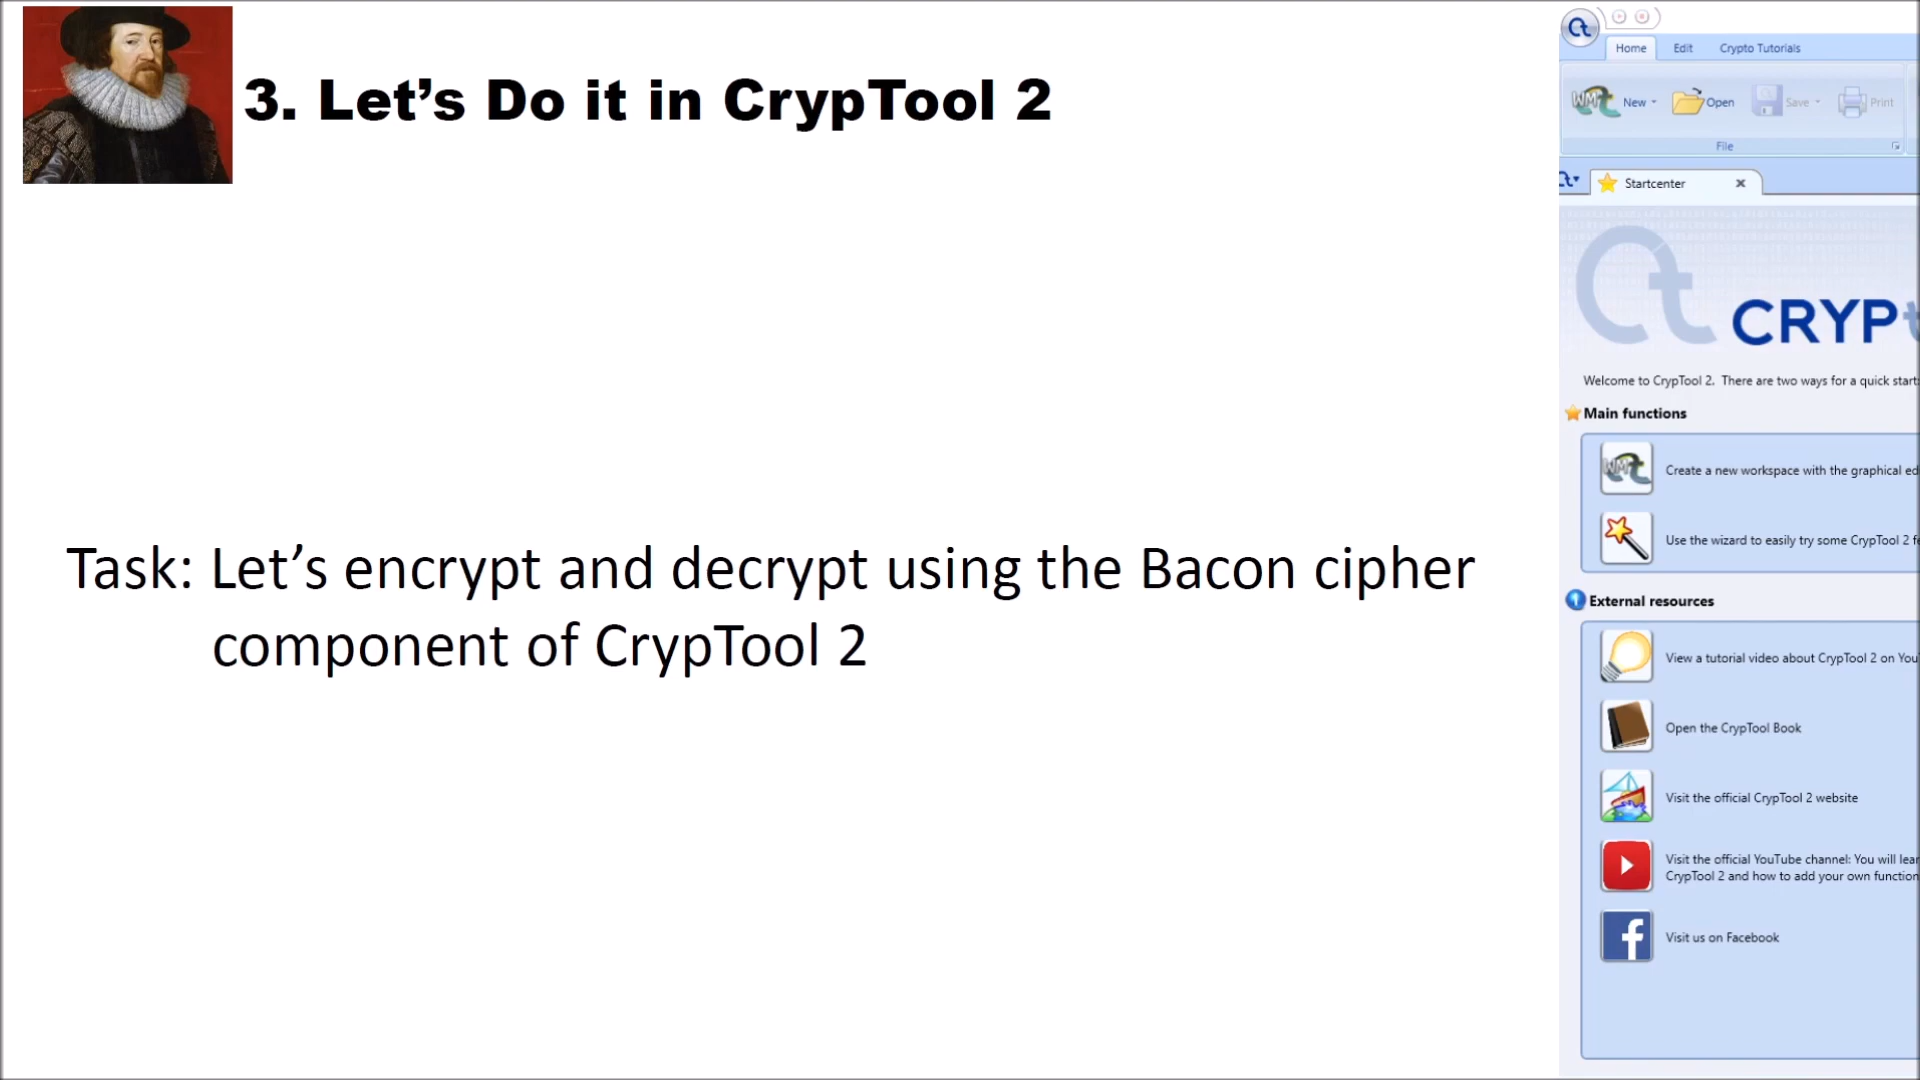 3. Let’s Do it in CrypTool 2
Task: Let’s encrypt and decrypt using the Bacon cipher
component of CrypTool 2
Home Edit Crypto Tutorials
New Open Save Print
File
Startcenter
CRYP
Welcome to CrypTool 2. There are two ways for a quick start
Main functions
Create a new workspace with the graphical ed
Use the wizard to easily try some CrypTool 2 fe
External resources
View a tutorial video about CrypTool 2 on You
Open the CrypTool Book
Visit the official CrypTool 2 website
Visit the official YouTube channel: You will lear
CrypTool 2 and how to add your own function
Visit us on Facebook